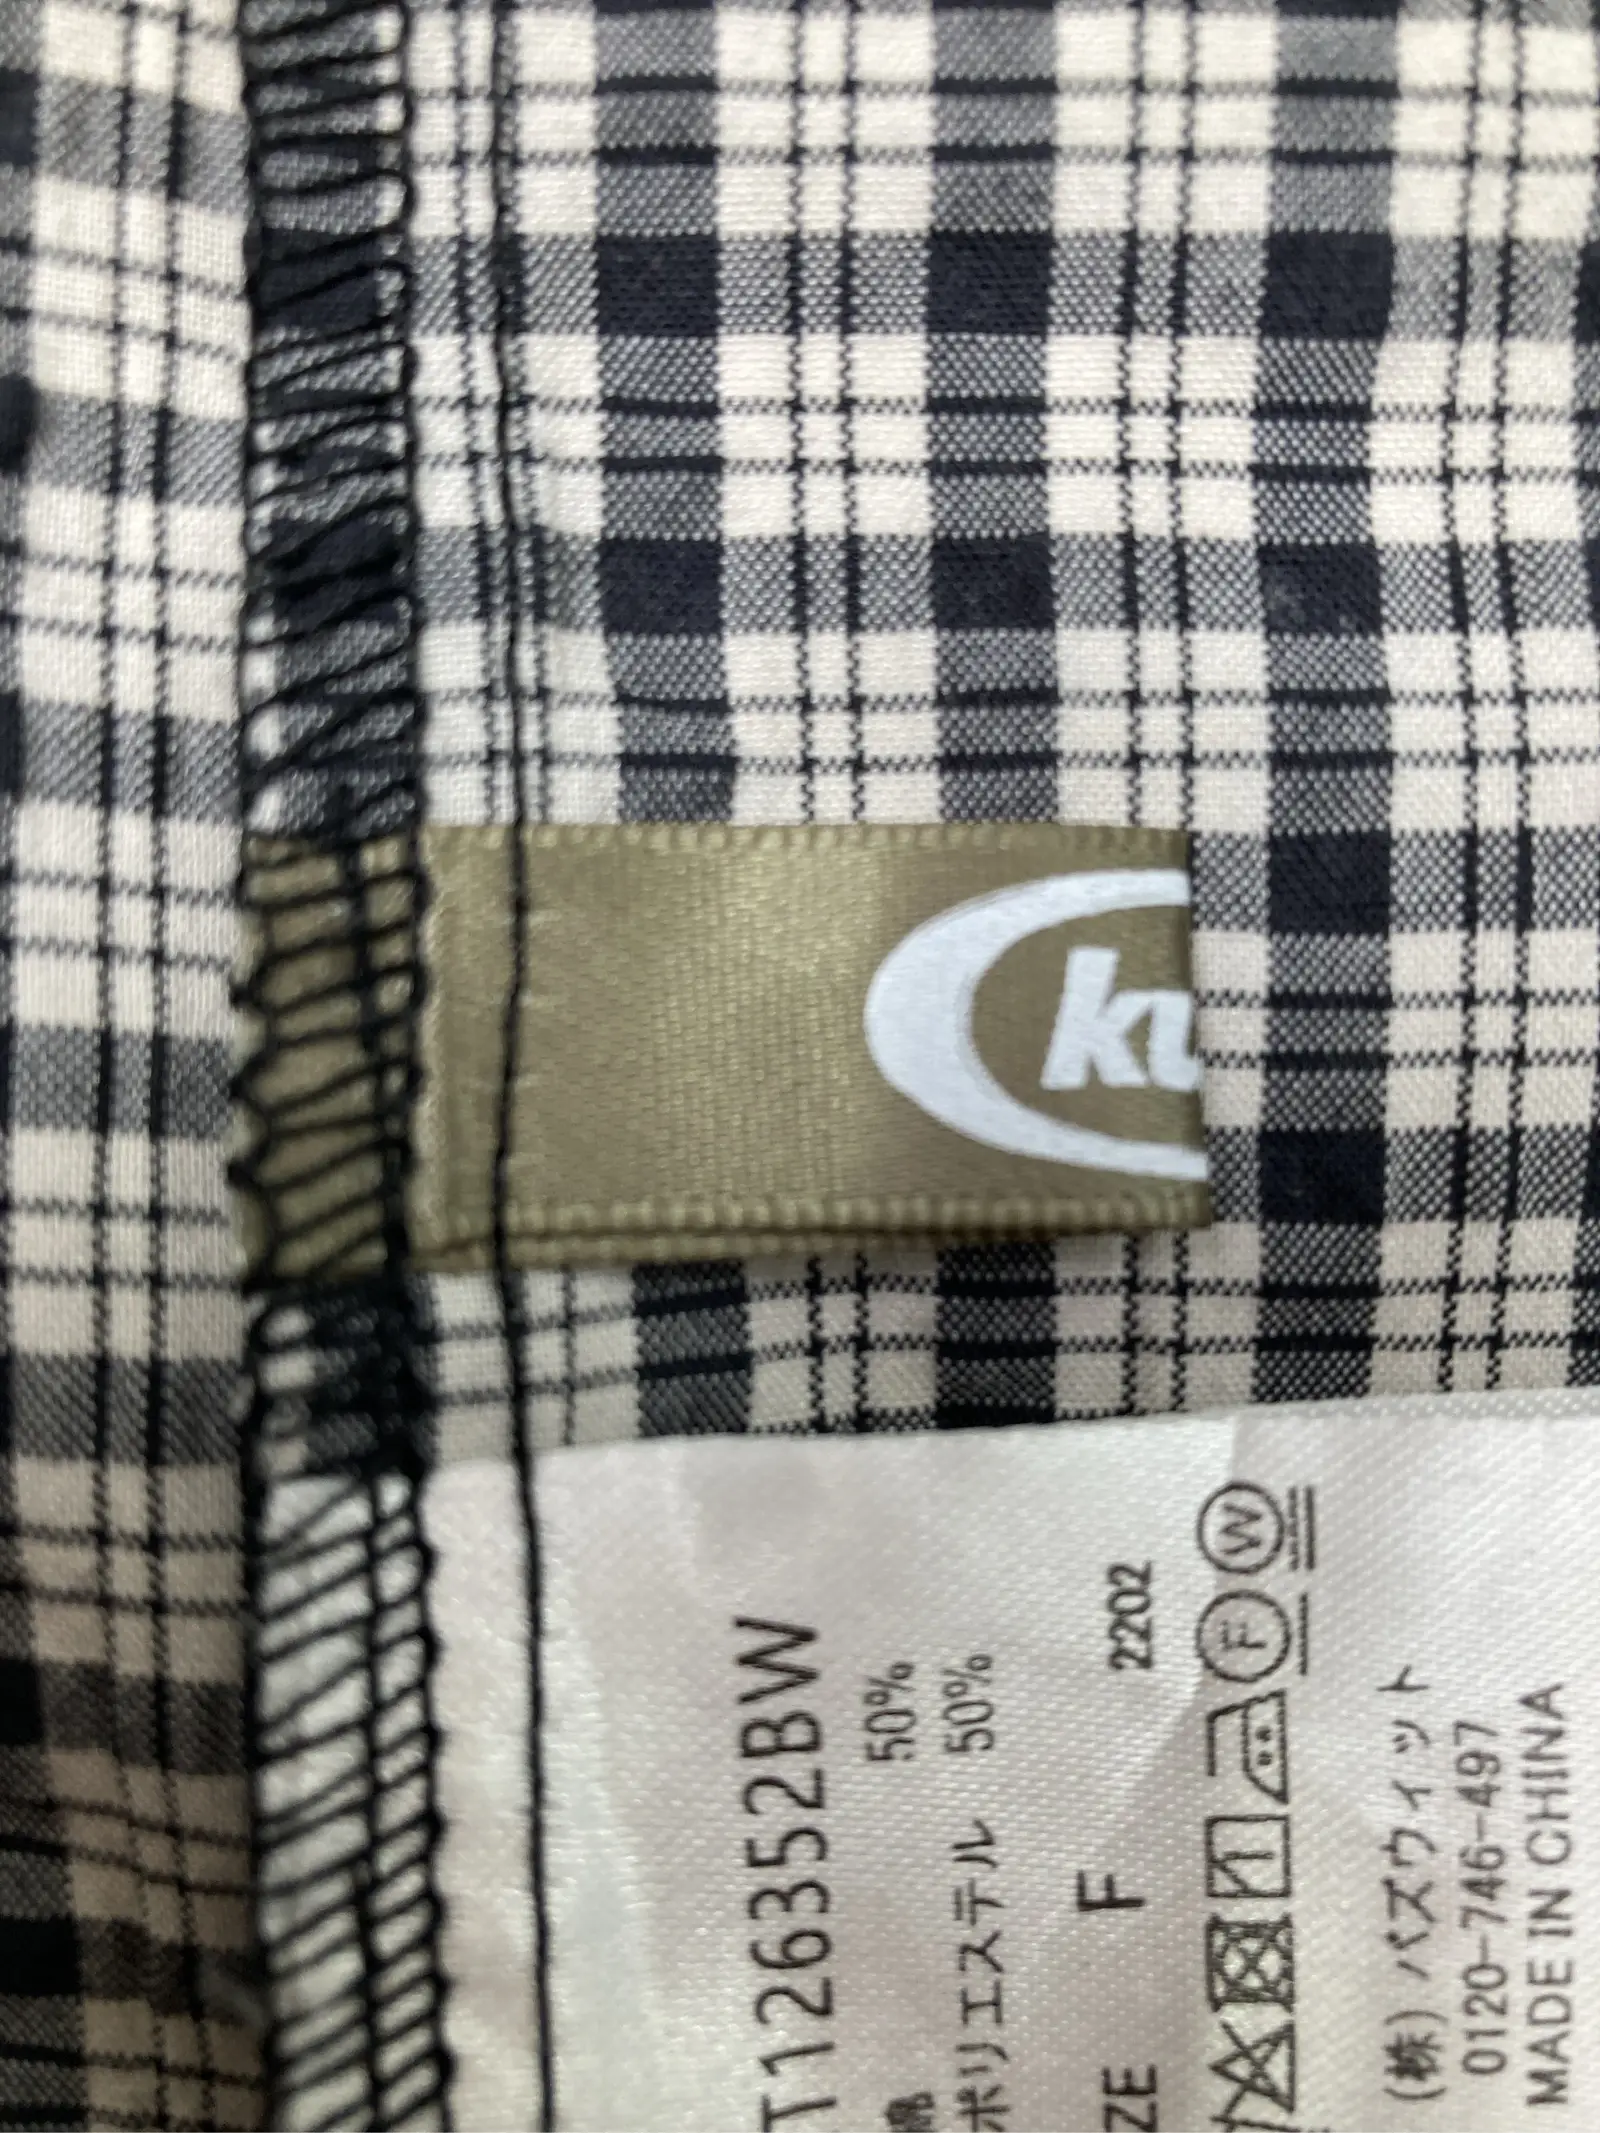 ku
T126352BW
綿 50%
ポリエステル 50%
ZE F 2202
F W
(株) バズウィット
0120-746-497
MADE IN CHINA